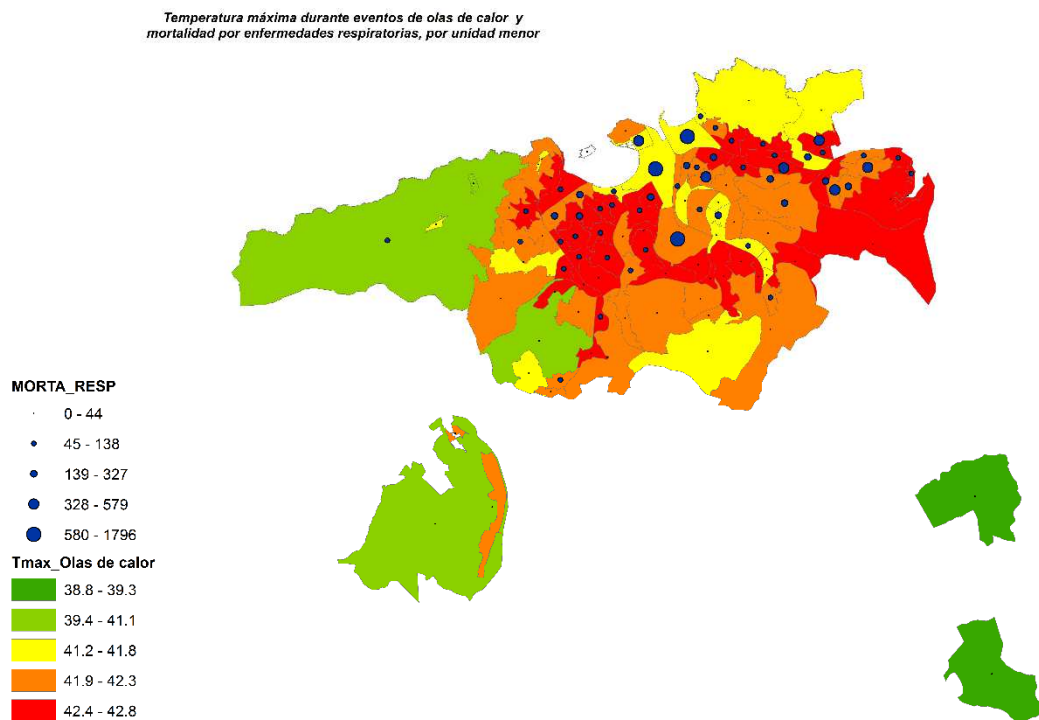 Temperatura máxima durante eventos de olas de calor y
mortalidad por enfermedades respiratorias, por unidad menor
MORTA_RESP
0 - 44
45 - 138
139 - 327
328 - 579
580 - 1796
Tmax_Olas de calor
38.8 - 39.3
39.4 - 41.1
41.2 - 41.8
41.9 - 42.3
42.4 - 42.8